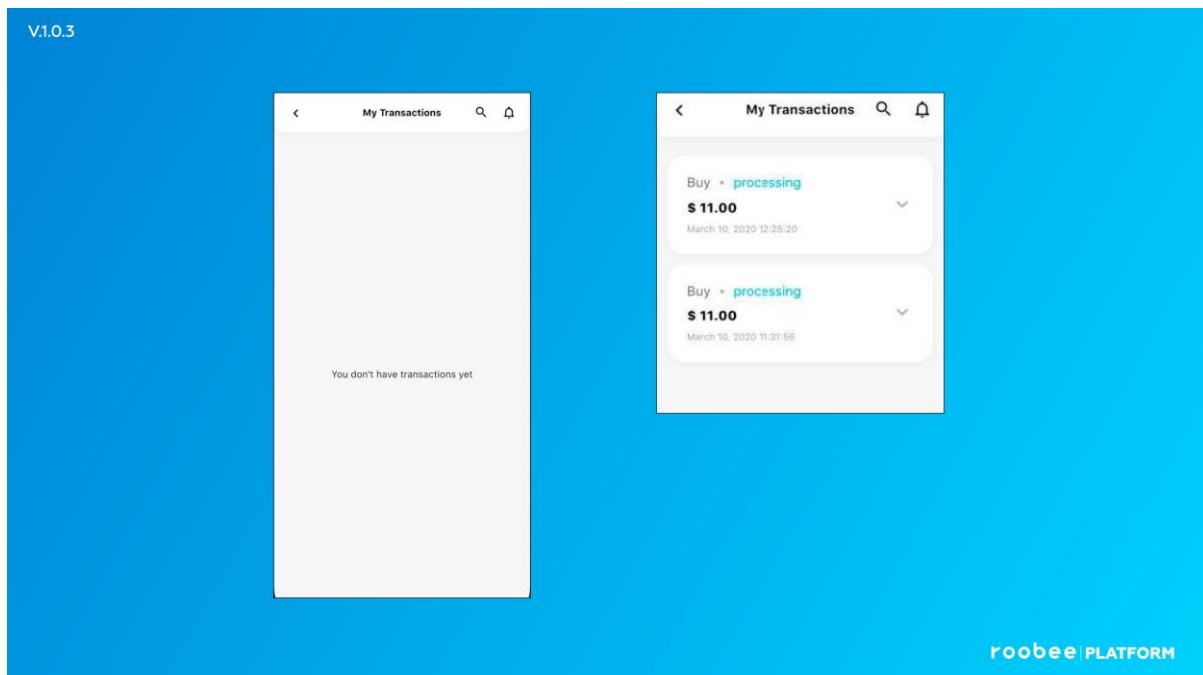 V.1.0.3
My Transactions
You don't have transactions yet
My Transactions
Buy • processing
$ 11.00
March 10, 2020 12:25:20
Buy • processing
$ 11.00
March 10, 2020 11:31:56
roobee|PLATFORM